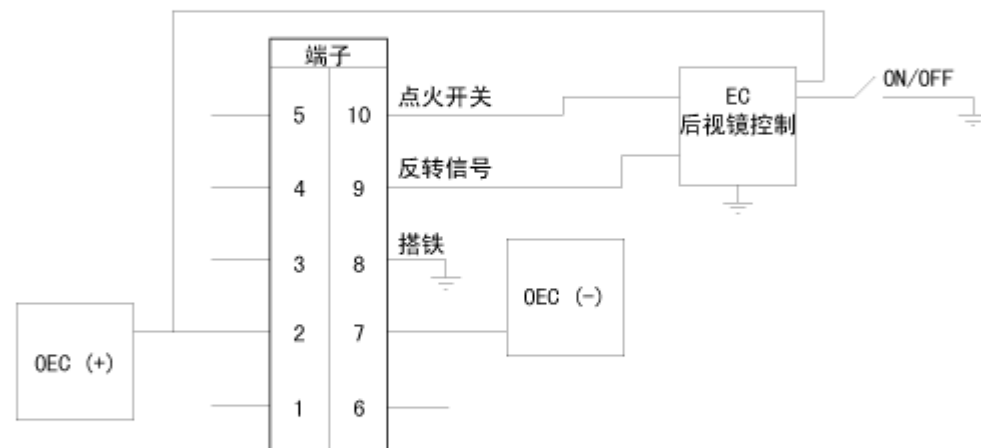 端子
5 10 点火开关
EC
后视镜控制
ON/OFF
4 9 反转信号
3 8 搭铁
OEC (-)
2 7
OEC (+)
1 6